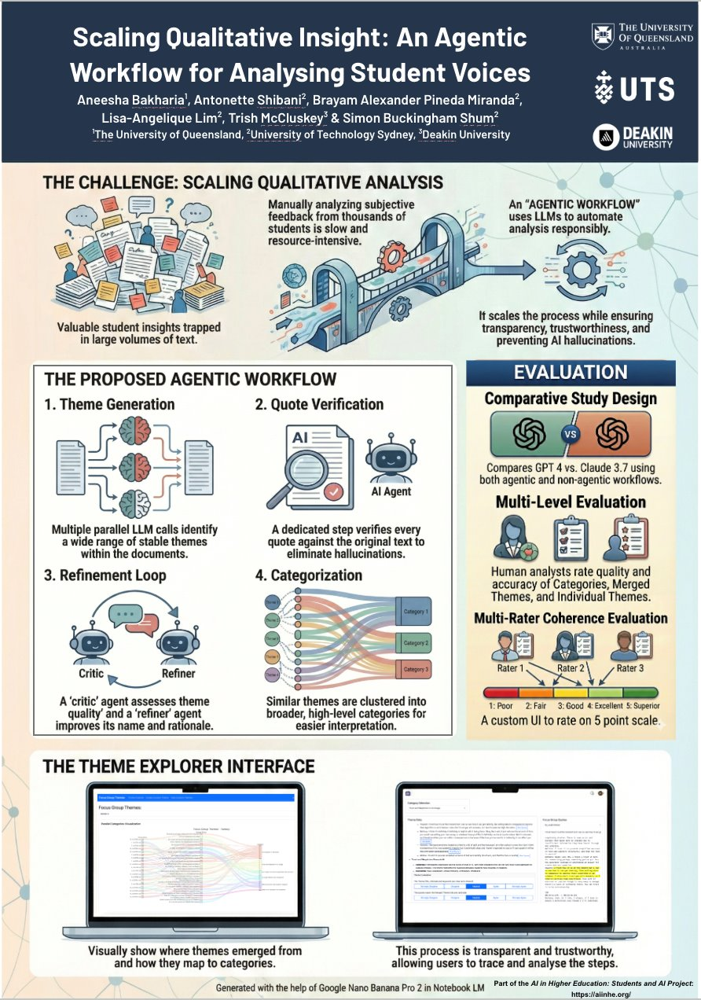 Scaling Qualitative Insight: An Agentic
Workflow for Analysing Student Voices
Aneesha Bakharia¹, Antonette Shibani², Brayam Alexander Pineda Miranda²,
Lisa-Angelique Lim², Trish McCluskey³ & Simon Buckingham Shum²
¹The University of Queensland, ²University of Technology Sydney, ³Deakin University
THE UNIVERSITY
OF QUEENSLAND
AUSTRALIA
UTS
DEAKIN
UNIVERSITY
THE CHALLENGE: SCALING QUALITATIVE ANALYSIS
Valuable student insights trapped
in large volumes of text.
Manually analyzing subjective
feedback from thousands of
students is slow and
resource-intensive.
An “AGENTIC WORKFLOW”
uses LLMs to automate
analysis responsibly.
It scales the process while ensuring
transparency, trustworthiness, and
preventing AI hallucinations.
THE PROPOSED AGENTIC WORKFLOW
1. Theme Generation
Multiple parallel LLM calls identify
a wide range of stable themes
within the documents.
2. Quote Verification
AI
AI Agent
A dedicated step verifies every
quote against the original text to
eliminate hallucinations.
3. Refinement Loop
Critic
Refiner
A ‘critic’ agent assesses theme
quality’ and a ‘refiner’ agent
improves its name and rationale.
4. Categorization
Category 1
Category 2
Category 3
Similar themes are clustered into
broader, high-level categories for
easier interpretation.
EVALUATION
Comparative Study Design
VS
Compares GPT 4 vs. Claude 3.7 using
both agentic and non-agentic workflows.
Multi-Level Evaluation
Human analysts rate quality and
accuracy of Categories, Merged
Themes, and Individual Themes.
Multi-Rater Coherence Evaluation
Rater 1
Rater 2
Rater 3
1: Poor 2: Fair 3: Good 4: Excellent 5: Superior
A custom UI to rate on 5 point scale.
THE THEME EXPLORER INTERFACE
Focus Group Themes:
Parallel Categories Visualization
Visually show where themes emerged from
and how they map to categories.
This process is transparent and trustworthy,
allowing users to trace and analyse the steps.
Generated with the help of Google Nano Banana Pro 2 in Notebook LM
Part of the AI in Higher Education: Students and AI Project:
https://aiinhe.org/